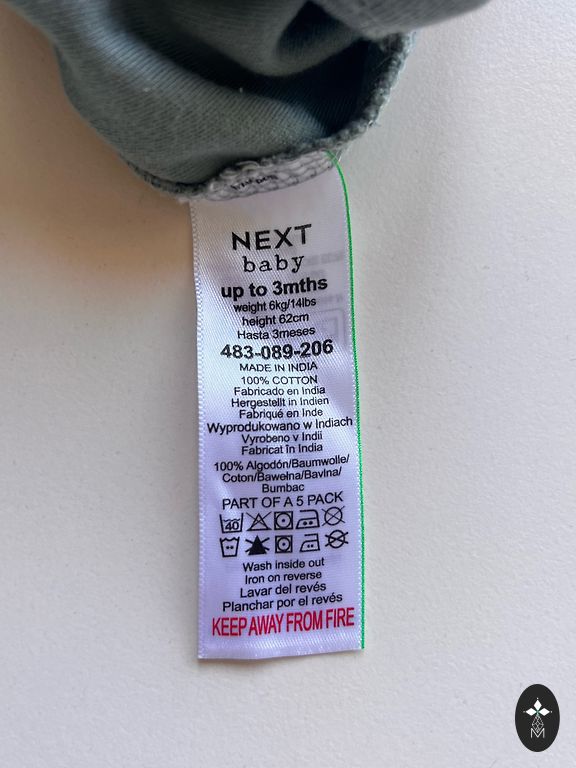 NEXT
baby
up to 3mths
weight 6kg/14lbs
height 62cm
Hasta 3meses
483-089-206
MADE IN INDIA
100% COTTON
Fabricado en India
Hergestellt in Indien
Fabriqué en Inde
Wyprodukowano w Indiach
Vyrobeno v Indii
Fabricat în India
100% Algodón/Baumwolle/
Coton/Bawełna/Bavlna/
Bumbac
PART OF A 5 PACK
40
Wash inside out
Iron on reverse
Lavar del revés
Planchar por el revés
KEEP AWAY FROM FIRE
M